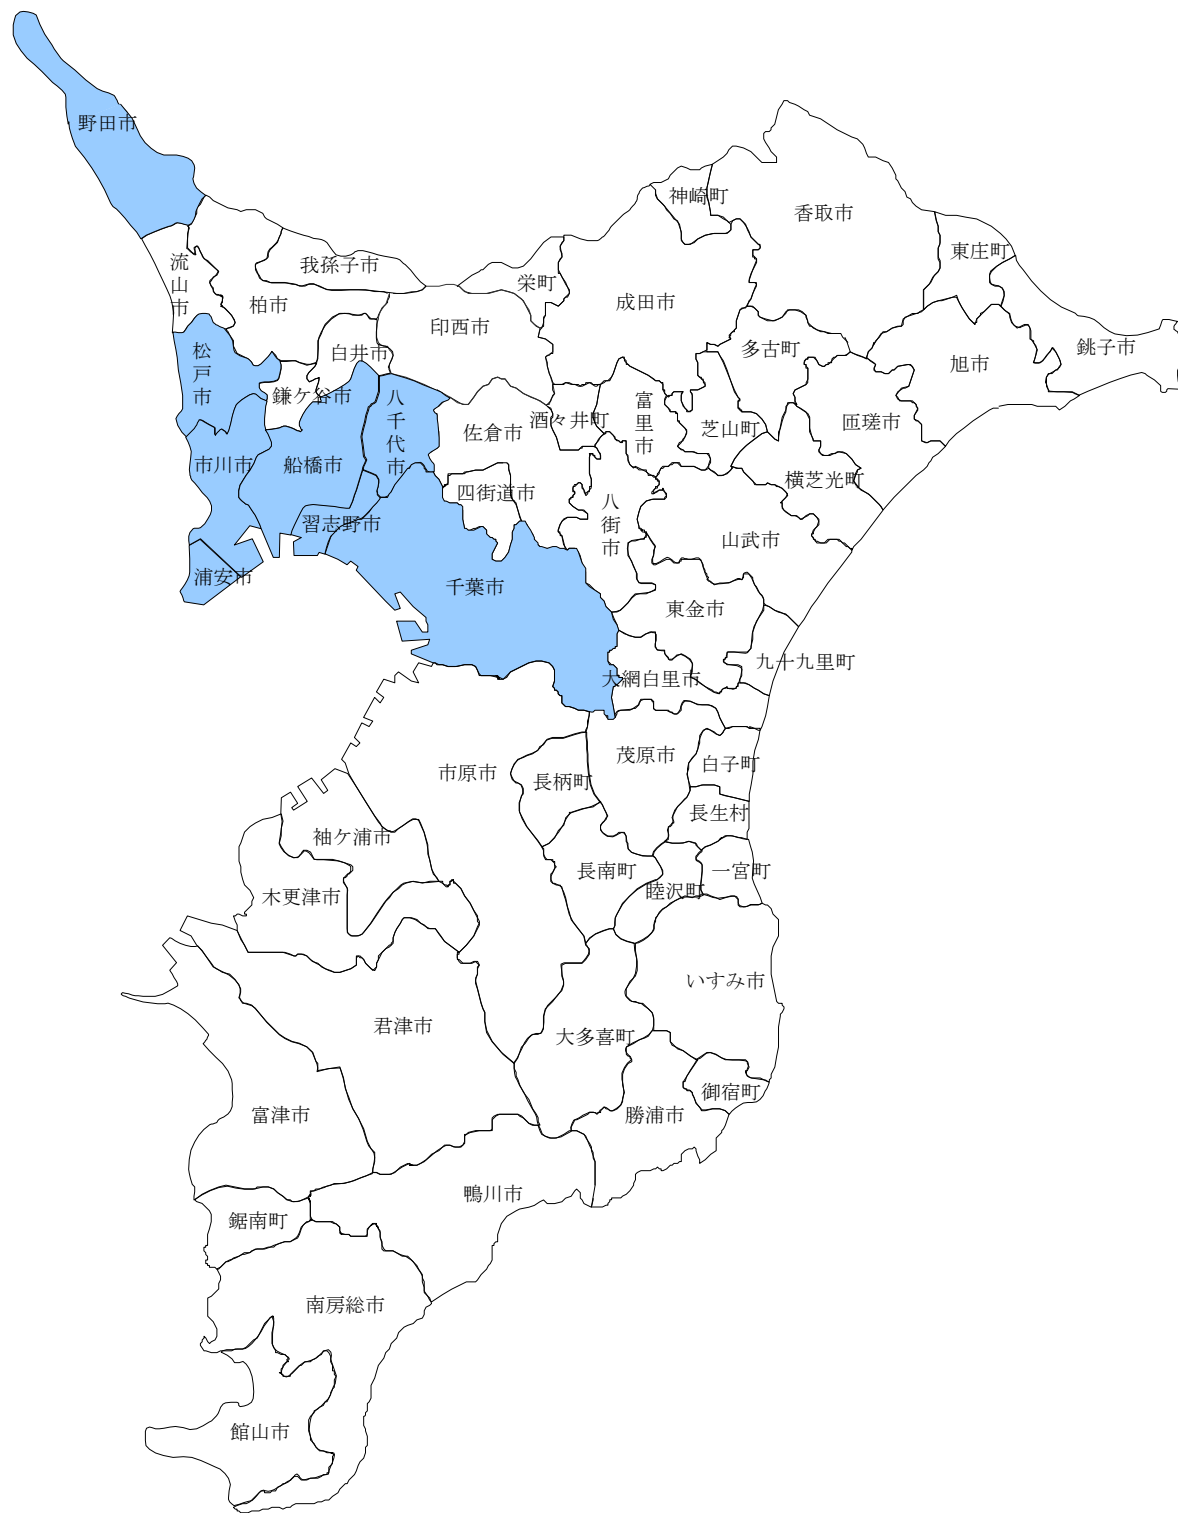 野田市
神崎町
香取市
東庄町
流山市
我孫子市
栄町
成田市
柏市
印西市
銚子市
白井市
多古町
旭市
松戸市
鎌ケ谷市
八千代市
酒々井町
富里市
芝山町
匝瑳市
佐倉市
市川市
船橋市
四街道市
八街市
横芝光町
習志野市
山武市
浦安市
千葉市
東金市
九十九里町
大網白里市
市原市
茂原市
白子町
長柄町
長生村
袖ケ浦市
長南町
一宮町
睦沢町
木更津市
いすみ市
君津市
大多喜町
御宿町
富津市
勝浦市
鴨川市
鋸南町
南房総市
館山市